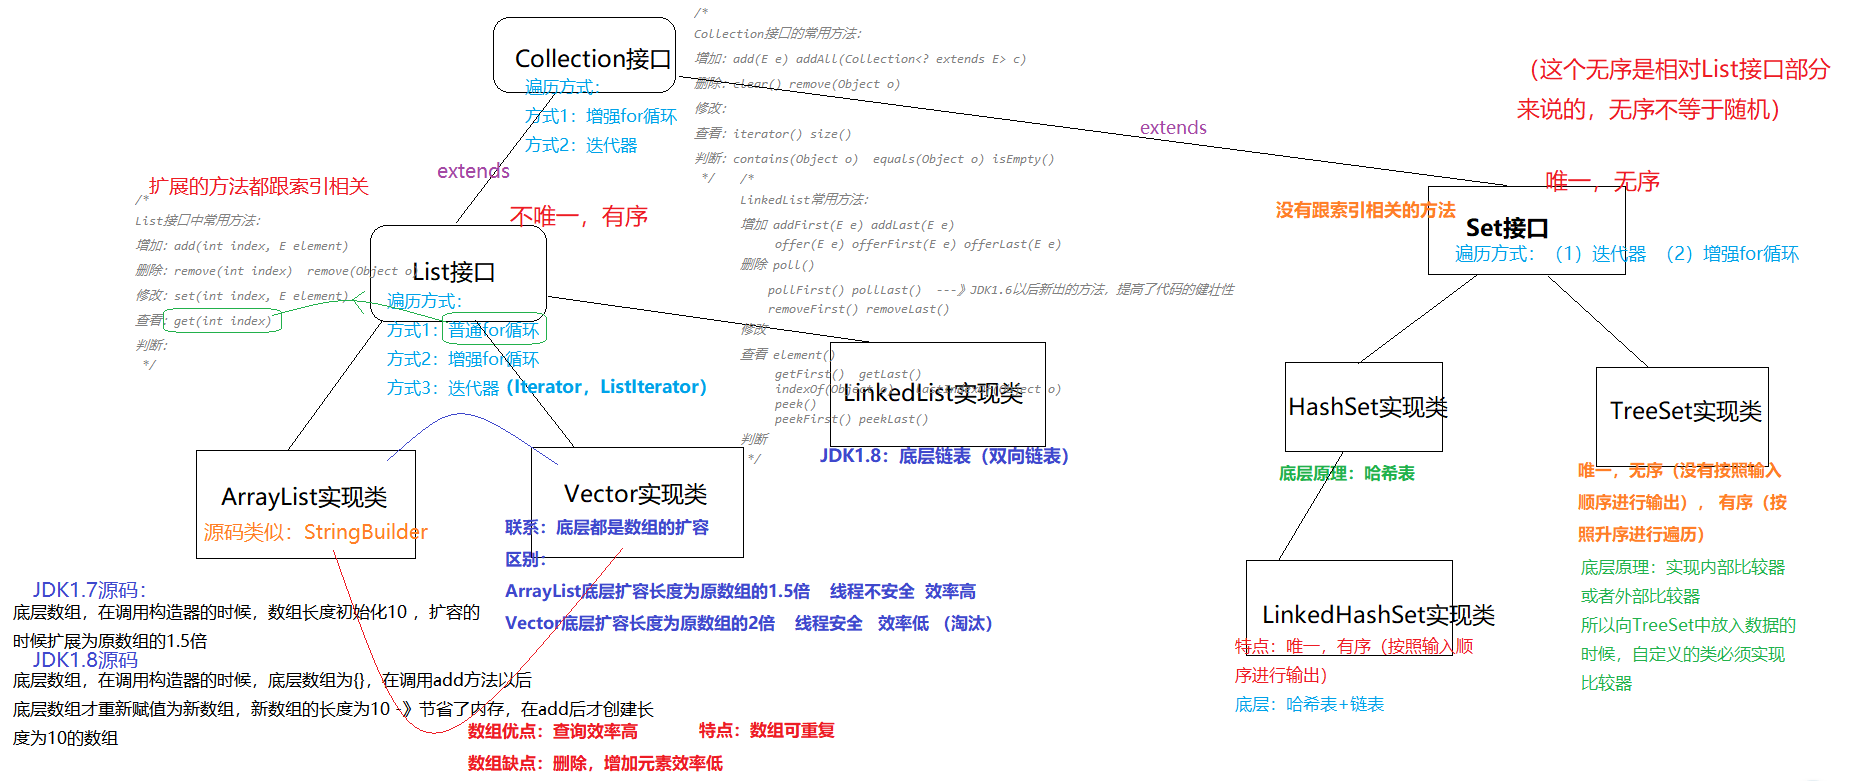 Collection接口
遍历方式：
方式1：增强for循环
方式2：迭代器
/*
Collection接口的常用方法：
增加：add(E e) addAll(Collection<? extends E> c)
删除：clear() remove(Object o)
修改：
查看：iterator() size()
判断：contains(Object o)  equals(Object o) isEmpty()
*/
（这个无序是相对List接口部分
来说的，无序不等于随机）
extends
extends
扩展的方法都跟索引相关
/*
List接口中常用方法：
增加：add(int index, E element)
删除：remove(int index)  remove(Object o)
修改：set(int index, E element)
查看：get(int index)
判断：
*/
不唯一，有序
List接口
遍历方式：
方式1：普通for循环
方式2：增强for循环
方式3：迭代器（Iterator，ListIterator）
/*
LinkedList常用方法：
增加 addFirst(E e) addLast(E e)
offer(E e) offerFirst(E e) offerLast(E e)
删除 poll()
pollFirst() pollLast()  ---》JDK1.6以后新出的方法，提高了代码的健壮性
removeFirst() removeLast()
修改
查看 element()
getFirst() getLast()
indexOf(Object o)  lastIndexOf(Object o)
peek()
peekFirst() peekLast()
判断
*/
LinkedList实现类
JDK1.8：底层链表（双向链表）
唯一，无序
没有跟索引相关的方法
Set接口
遍历方式：（1）迭代器 （2）增强for循环
HashSet实现类
底层原理：哈希表
TreeSet实现类
唯一，无序（没有按照输入
顺序进行输出），有序（按
照升序进行遍历）
底层原理：实现内部比较器
或者外部比较器
所以向TreeSet中放入数据的
时候，自定义的类必须实现
比较器
LinkedHashSet实现类
特点：唯一，有序（按照输入顺
序进行输出）
底层：哈希表+链表
ArrayList实现类
源码类似：StringBuilder
Vector实现类
联系：底层都是数组的扩容
区别：
ArrayList底层扩容长度为原数组的1.5倍    线程不安全  效率高
Vector底层扩容长度为原数组的2倍    线程安全   效率低 （淘汰）
JDK1.7源码：
底层数组，在调用构造器的时候，数组长度初始化10 ，扩容的
时候扩展为原数组的1.5倍
JDK1.8源码
底层数组，在调用构造器的时候，底层数组为{}，在调用add方法以后
底层数组才重新赋值为新数组，新数组的长度为10 -》节省了内存，在add后才创建长
度为10的数组
数组优点：查询效率高
特点：数组可重复
数组缺点：删除，增加元素效率低